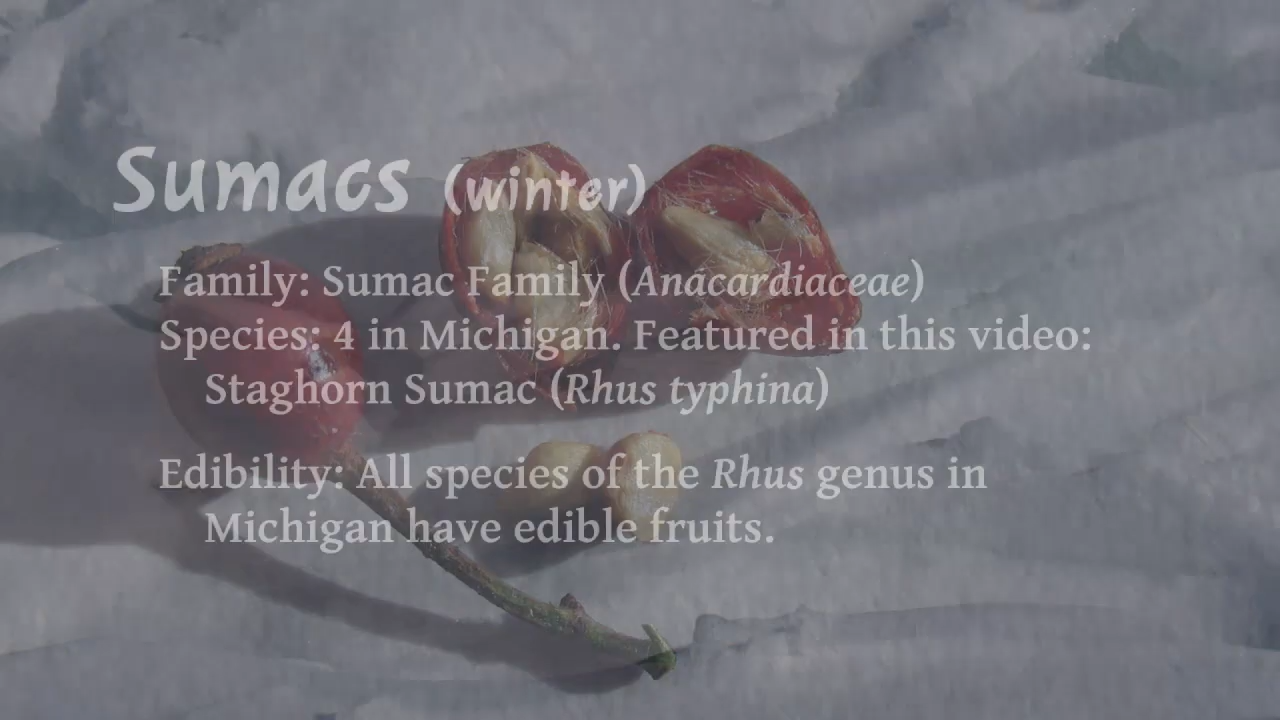 Sumacs (winter)
Family: Sumac Family (Anacardiaceae)
Species: 4 in Michigan. Featured in this video:
Staghorn Sumac (Rhus typhina)
Edibility: All species of the Rhus genus in
Michigan have edible fruits.